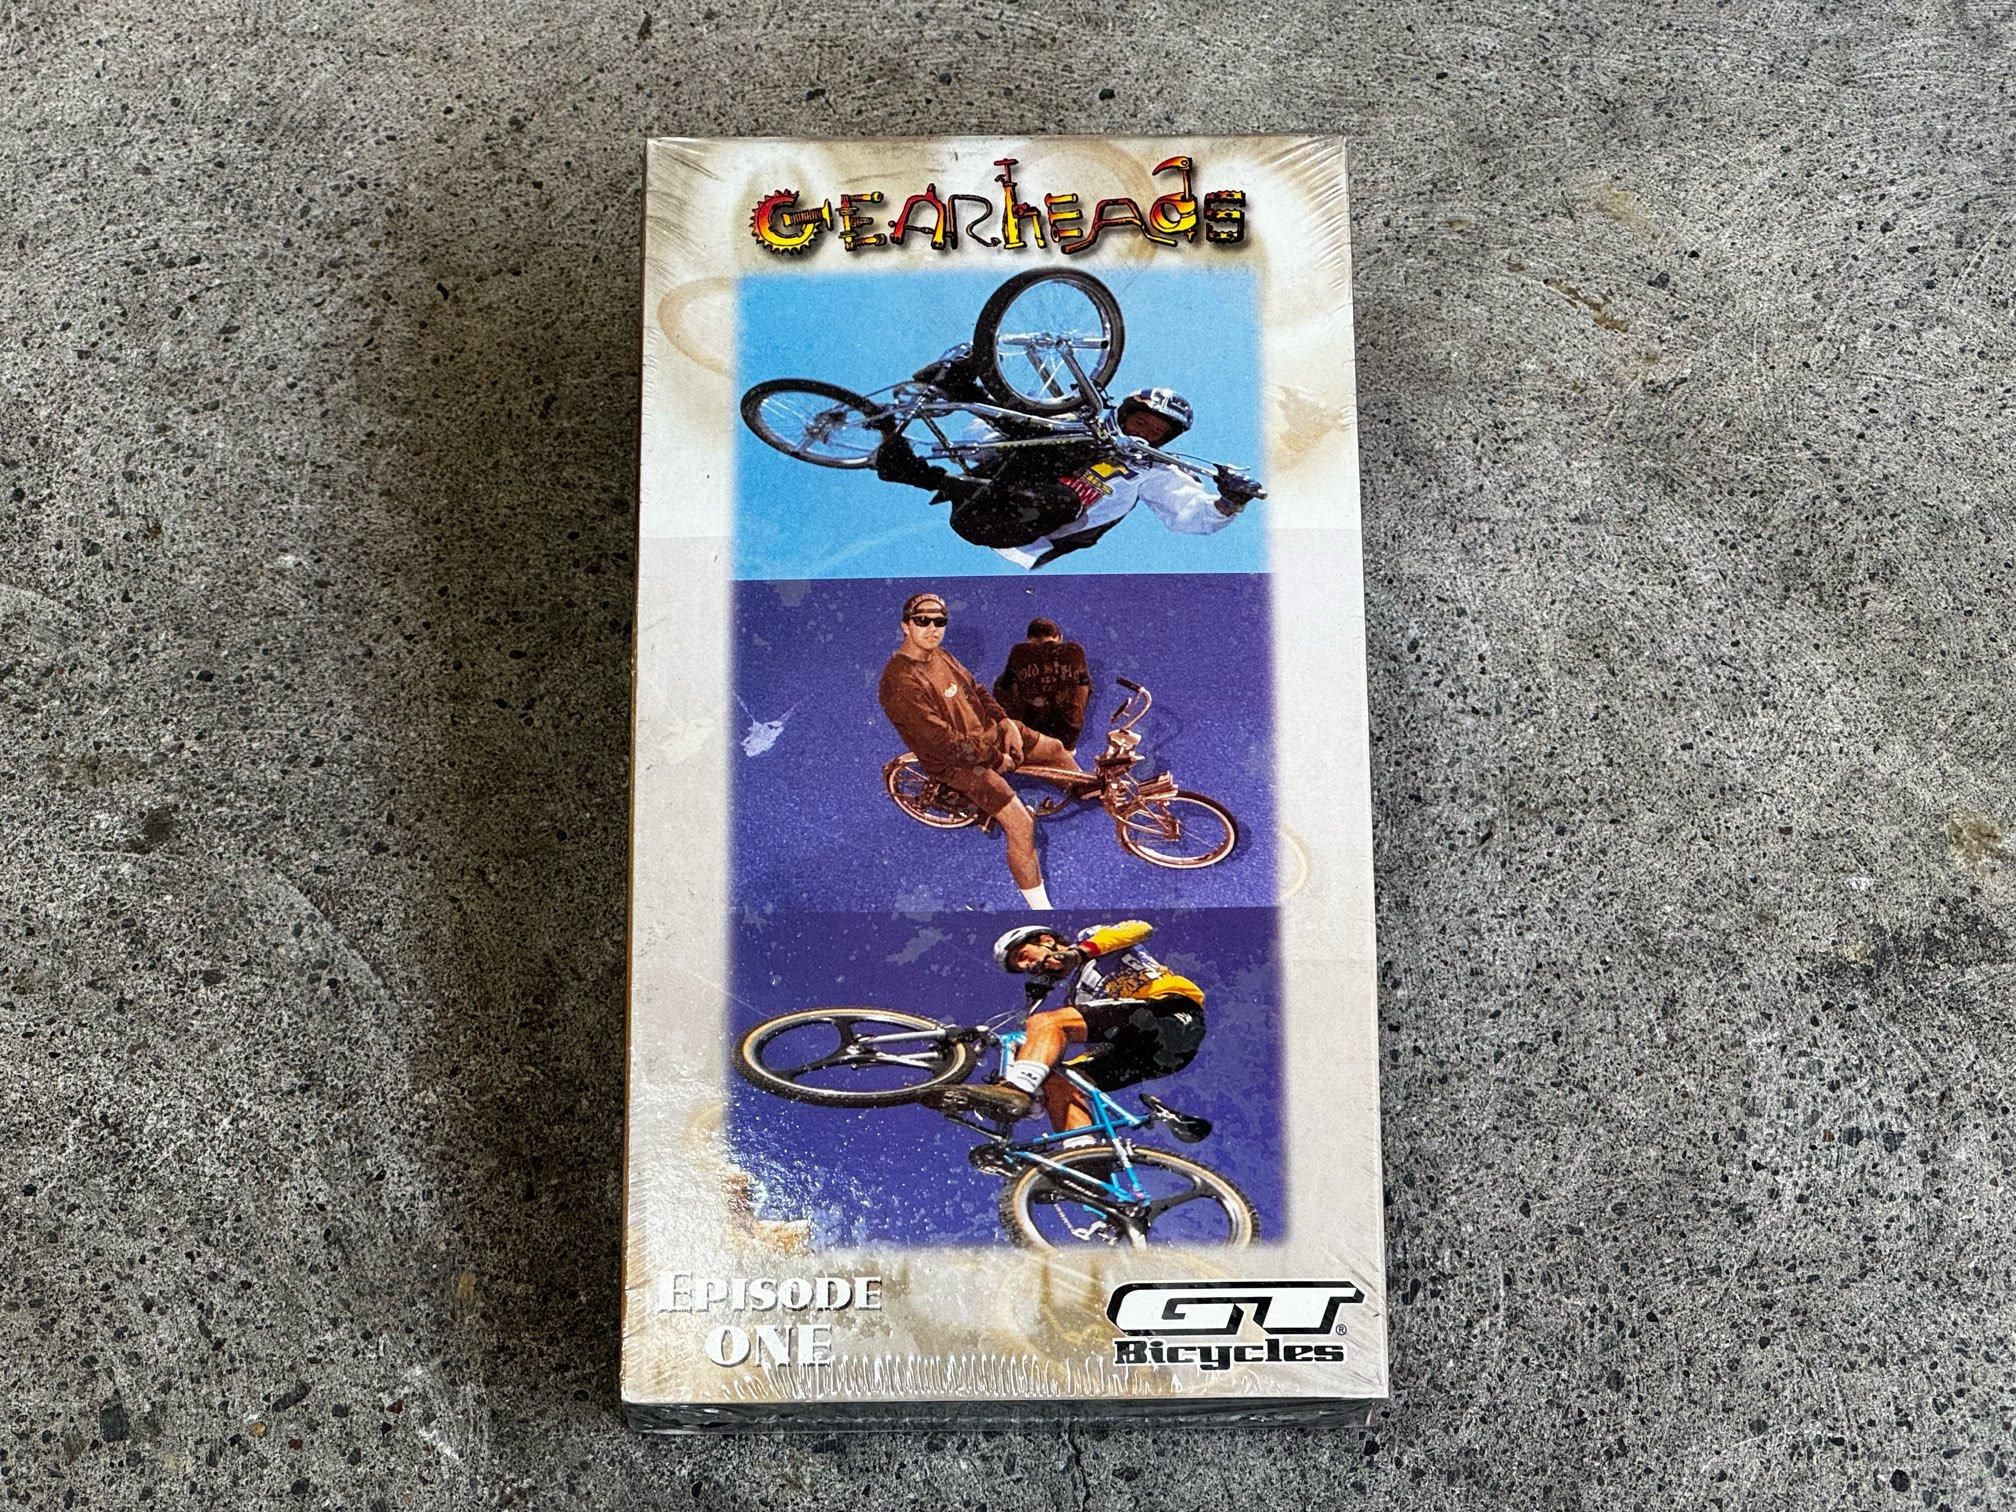 GEARhEADS
EPISODE
ONE
GT®
Bicycles